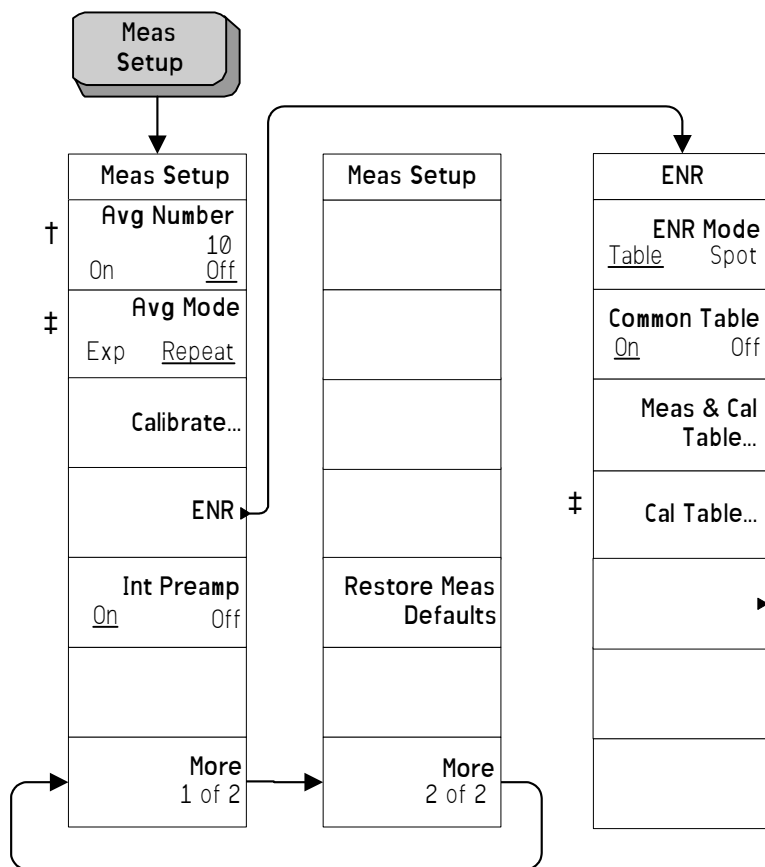 Meas
Setup
Meas Setup
†
Avg Number
10
On Off
‡
Avg Mode
Exp Repeat
Calibrate…
ENR
Int Preamp
On Off
More
1 of 2
Meas Setup
Restore Meas
Defaults
More
2 of 2
ENR
ENR Mode
Table Spot
Common Table
On Off
Meas & Cal
Table…
‡
Cal Table…